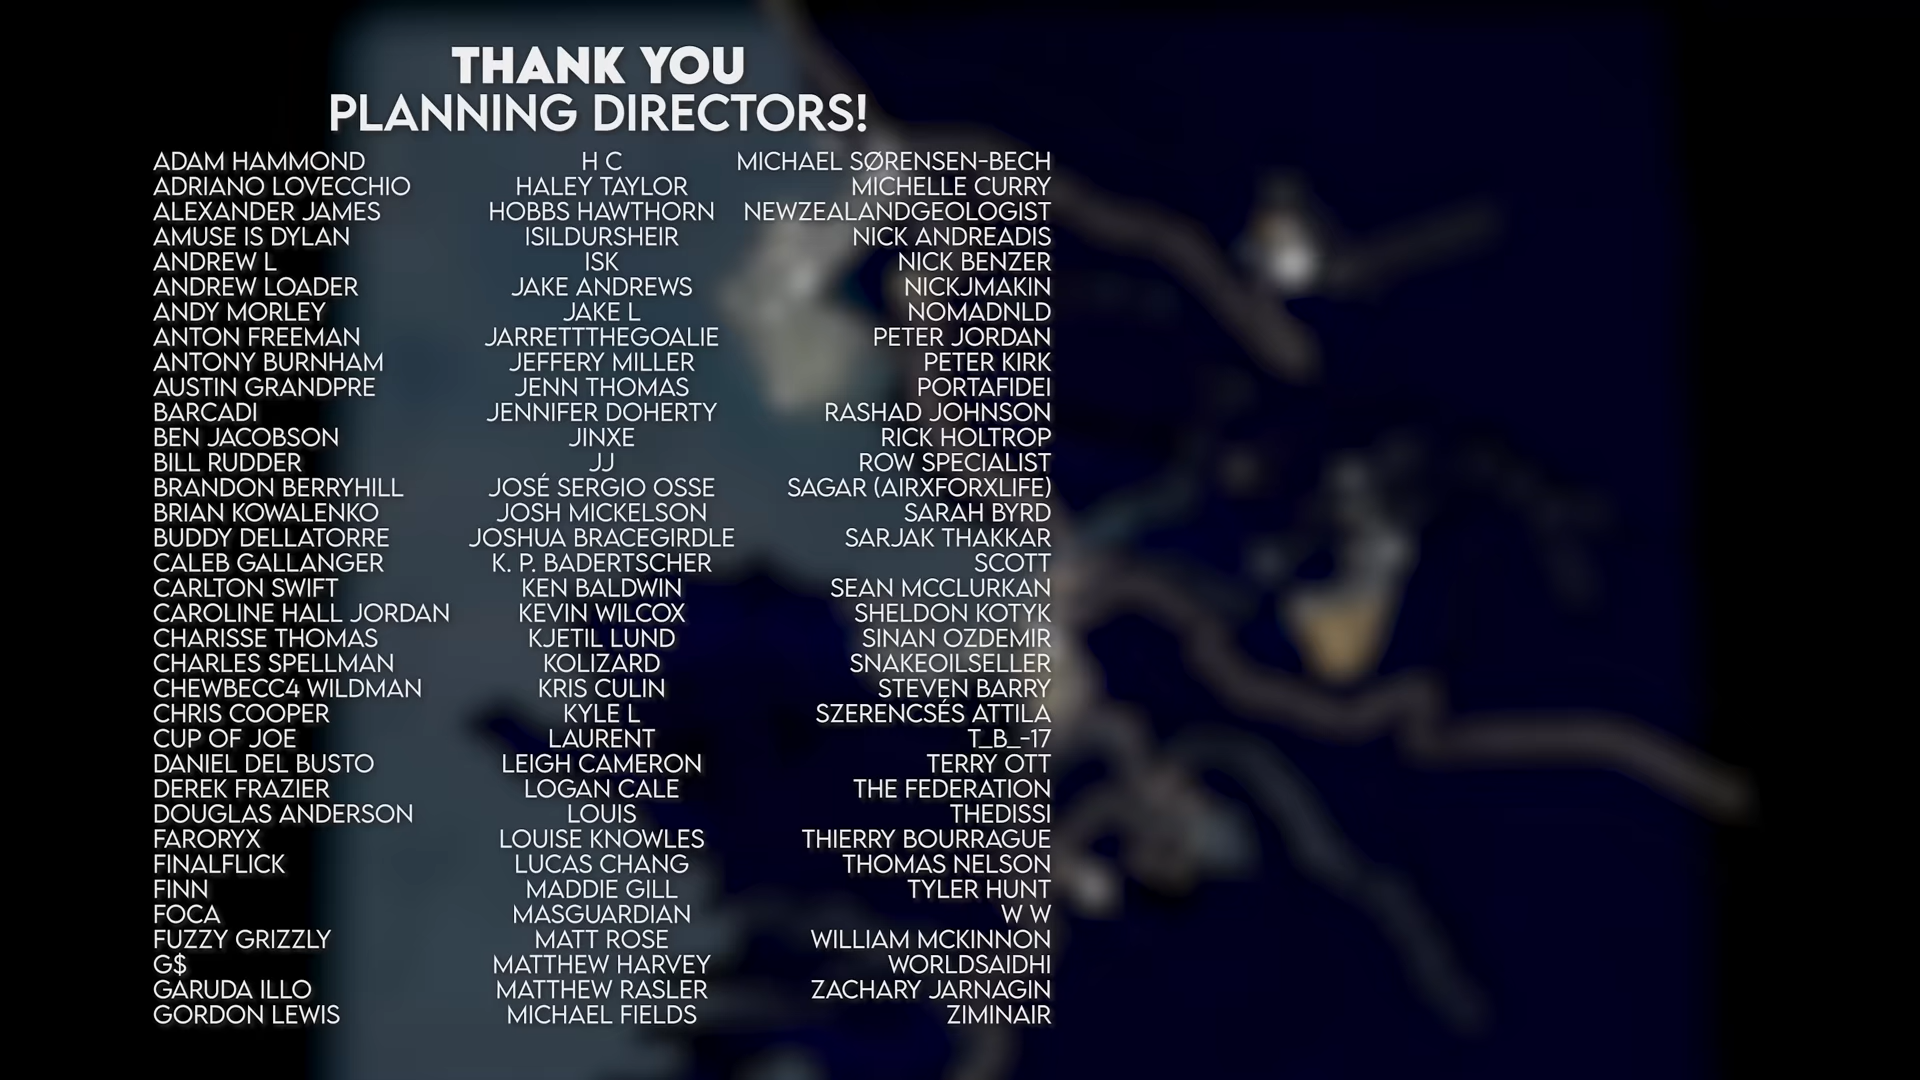 THANK YOU
PLANNING DIRECTORS!
ADAM HAMMOND
ADRIANO LOVECCHIO
ALEXANDER JAMES
AMUSE IS DYLAN
ANDREW L
ANDREW LOADER
ANDY MORLEY
ANTON FREEMAN
ANTONY BURNHAM
AUSTIN GRANDPRE
BARCADI
BEN JACOBSON
BILL RUDDER
BRANDON BERRYHILL
BRIAN KOWALENKO
BUDDY DELLATORRE
CALEB GALLANGER
CARLTON SWIFT
CAROLINE HALL JORDAN
CHARISSE THOMAS
CHARLES SPELLMAN
CHEWBECC4 WILDMAN
CHRIS COOPER
CUP OF JOE
DANIEL DEL BUSTO
DEREK FRAZIER
DOUGLAS ANDERSON
FARORYX
FINALFLICK
FINN
FOCA
FUZZY GRIZZLY
G$
GARUDA ILLO
GORDON LEWIS
H C
HALEY TAYLOR
HOBBS HAWTHORN
ISILDURSHEIR
ISK
JAKE ANDREWS
JAKE L
JARRETTTHEGOALIE
JEFFERY MILLER
JENN THOMAS
JENNIFER DOHERTY
JINXE
JJ
JOSÉ SERGIO OSSE
JOSH MICKELSON
JOSHUA BRACEGIRDLE
K. P. BADERTSCHER
KEN BALDWIN
KEVIN WILCOX
KJETIL LUND
KOLIZARD
KRIS CULIN
KYLE L
LAURENT
LEIGH CAMERON
LOGAN CALE
LOUIS
LOUISE KNOWLES
LUCAS CHANG
MADDIE GILL
MASGUARDIAN
MATT ROSE
MATTHEW HARVEY
MATTHEW RASLER
MICHAEL FIELDS
MICHAEL SØRENSEN-BECH
MICHELLE CURRY
NEWZEALANDGEOLOGIST
NICK ANDREADIS
NICK BENZER
NICKJMAKIN
NOMADNLD
PETER JORDAN
PETER KIRK
PORTAFIDEI
RASHAD JOHNSON
RICK HOLTROP
ROW SPECIALIST
SAGAR (AIRXFORXLIFE)
SARAH BYRD
SARJAK THAKKAR
SCOTT
SEAN MCCLURKAN
SHELDON KOTYK
SINAN OZDEMIR
SNAKEOILSELLER
STEVEN BARRY
SZERENCSÉS ATTILA
T_B_-17
TERRY OTT
THE FEDERATION
THEDISSI
THIERRY BOURRAGUE
THOMAS NELSON
TYLER HUNT
W W
WILLIAM MCKINNON
WORLDSAIDHI
ZACHARY JARNAGIN
ZIMINAIR